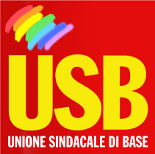 USB
UNIONE SINDACALE DI BASE